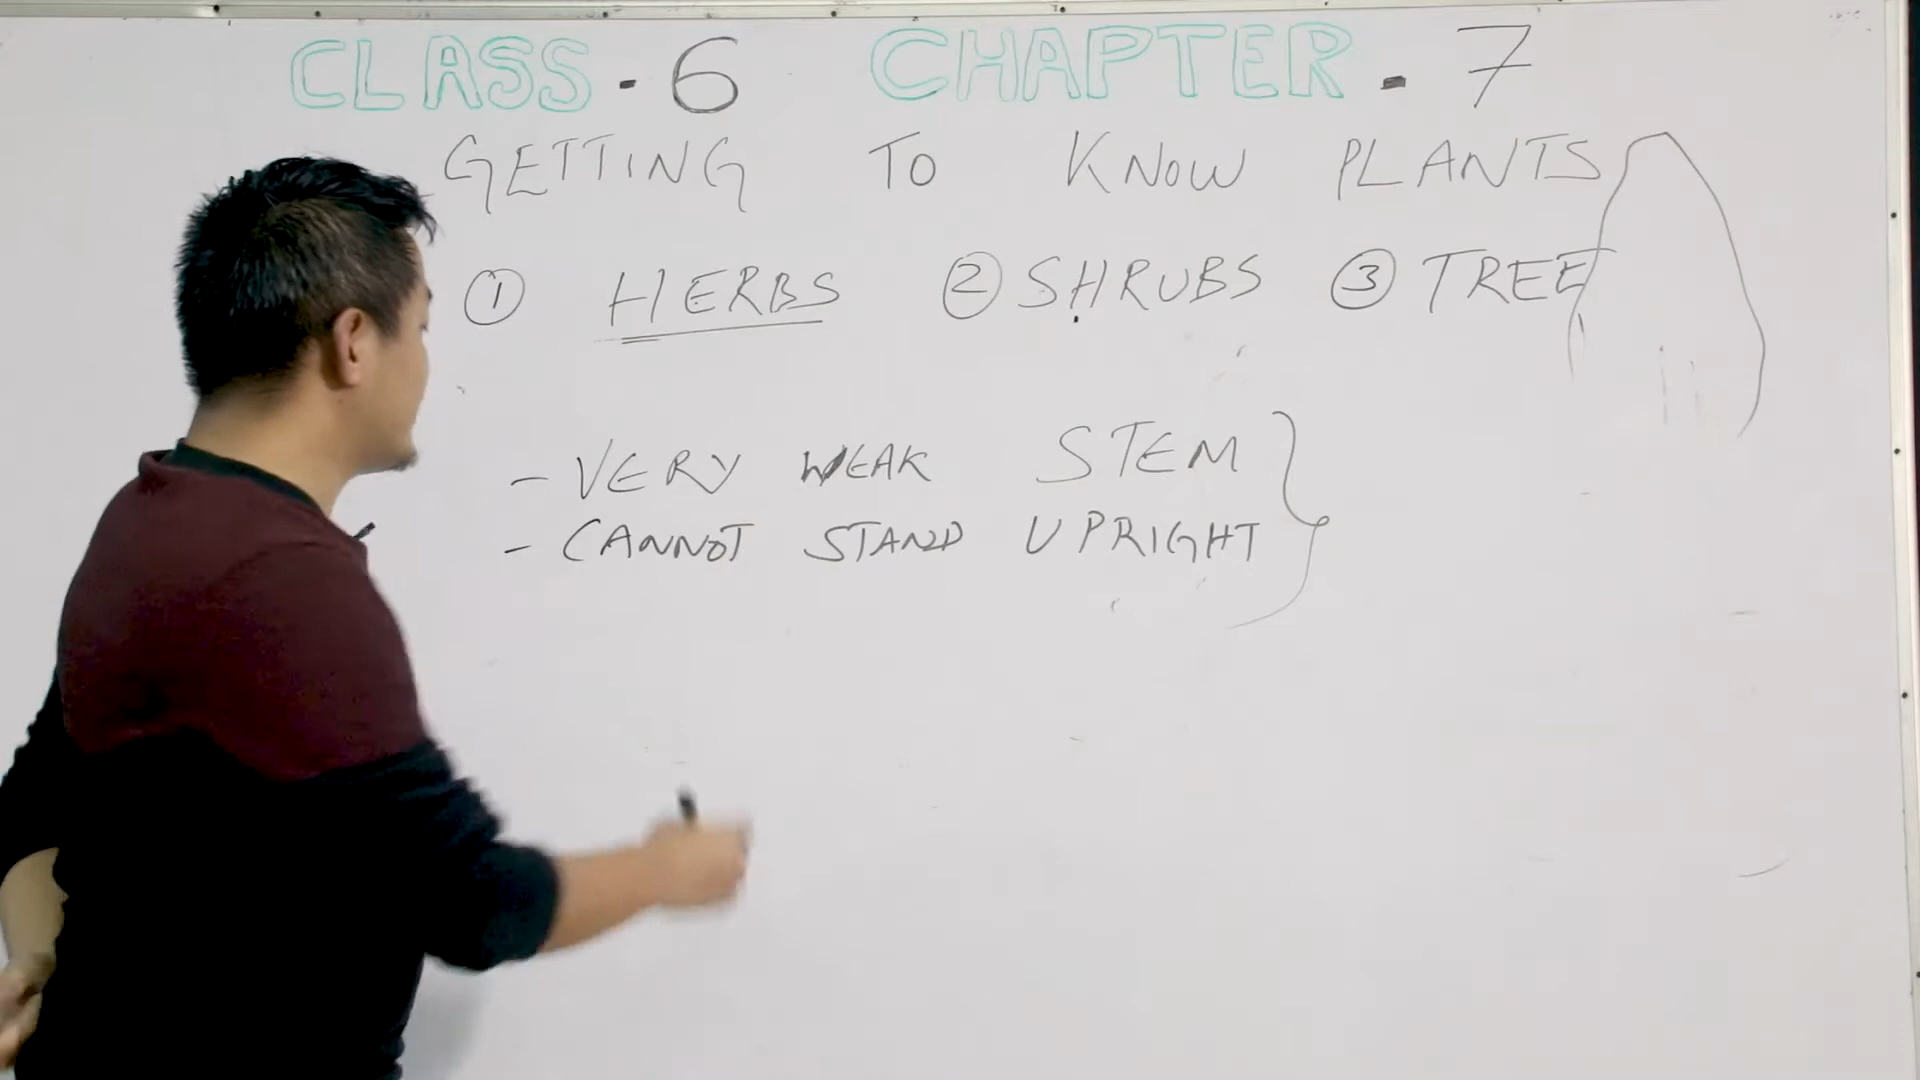 CLASS - 6 CHAPTER - 7
GETTING TO KNOW PLANTS
① HERBS ② SHRUBS ③ TREE
- VERY WEAK STEM
- CANNOT STAND UPRIGHT